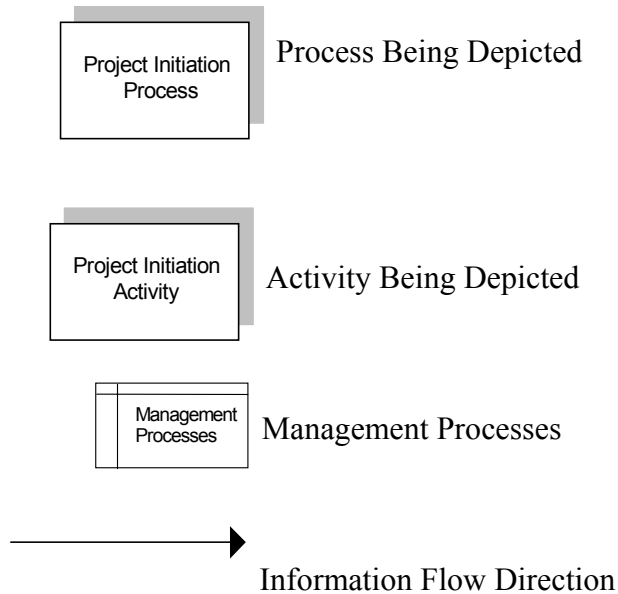 Project Initiation
Process
Process Being Depicted
Project Initiation
Activity
Activity Being Depicted
Management
Processes
Management Processes
Information Flow Direction